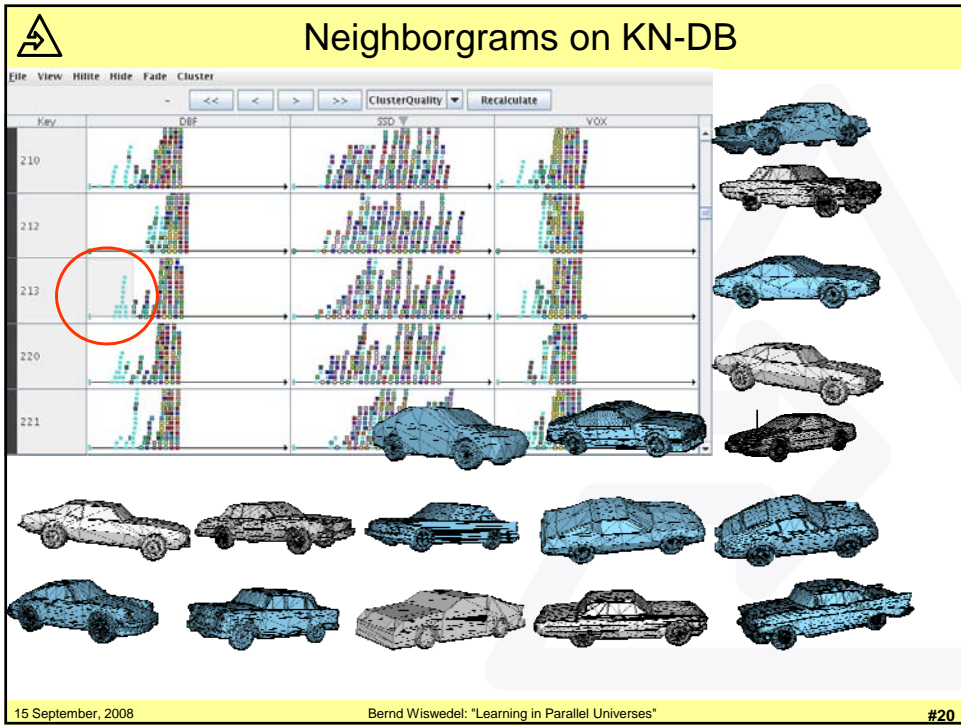 Neighborgrams on KN-DB
File View Hilite Hide Fade Cluster
- << < > >> ClusterQuality Recalculate
Key DBF SSD VOX
210
212
213
220
221
15 September, 2008 Bernd Wiswedel: "Learning in Parallel Universes" #20